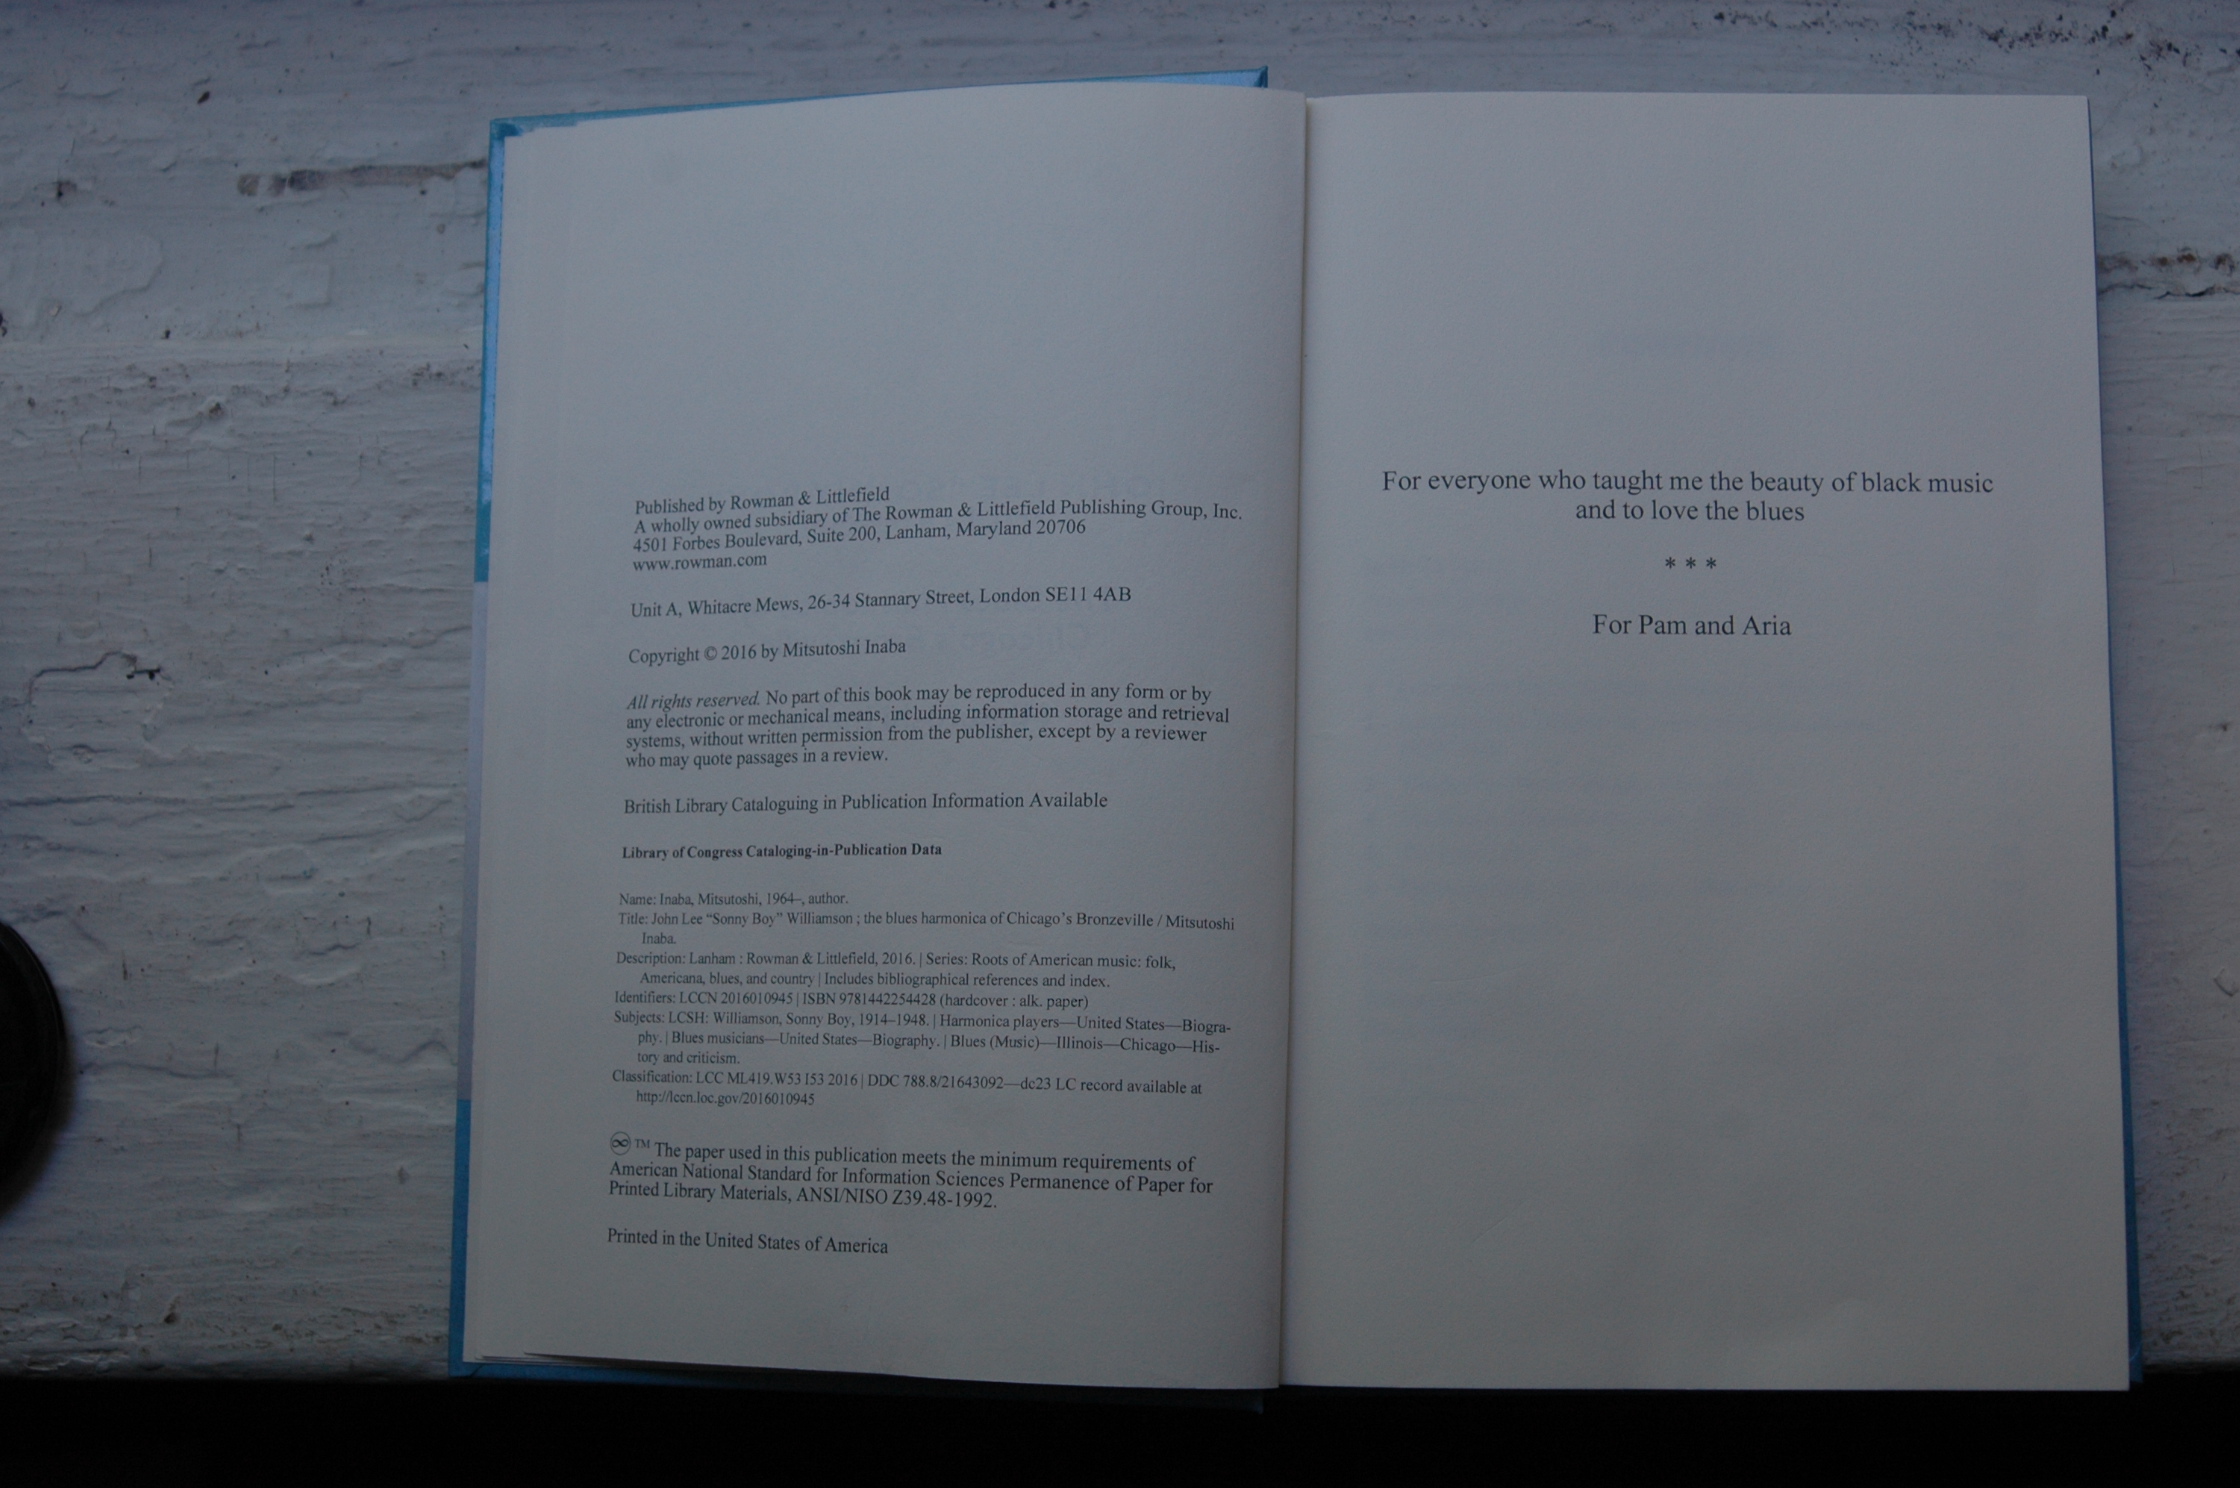 Published by Rowman & Littlefield
A wholly owned subsidiary of The Rowman & Littlefield Publishing Group, Inc.
4501 Forbes Boulevard, Suite 200, Lanham, Maryland 20706
www.rowman.com
Unit A, Whitacre Mews, 26-34 Stannary Street, London SE11 4AB
Copyright © 2016 by Mitsutoshi Inaba
All rights reserved. No part of this book may be reproduced in any form or by
any electronic or mechanical means, including information storage and retrieval
systems, without written permission from the publisher, except by a reviewer
who may quote passages in a review.
British Library Cataloguing in Publication Information Available
Library of Congress Cataloging-in-Publication Data
Name: Inaba, Mitsutoshi, 1964–, author.
Title: John Lee “Sonny Boy” Williamson ; the blues harmonica of Chicago’s Bronzeville / Mitsutoshi
Inaba.
Description: Lanham : Rowman & Littlefield, 2016. | Series: Roots of American music: folk,
Americana, blues, and country | Includes bibliographical references and index.
Identifiers: LCCN 2016010945 | ISBN 9781442254428 (hardcover : alk. paper)
Subjects: LCSH: Williamson, Sonny Boy, 1914–1948. | Harmonica players—United States—Biogra-
phy. | Blues musicians—United States—Biography. | Blues (Music)—Illinois—Chicago—His-
tory and criticism.
Classification: LCC ML419.W53 I53 2016 | DDC 788.8/21643092—dc23 LC record available at
http://lccn.loc.gov/2016010945
∞ ™ The paper used in this publication meets the minimum requirements of
American National Standard for Information Sciences Permanence of Paper for
Printed Library Materials, ANSI/NISO Z39.48-1992.
Printed in the United States of America
For everyone who taught me the beauty of black music
and to love the blues
* * *
For Pam and Aria